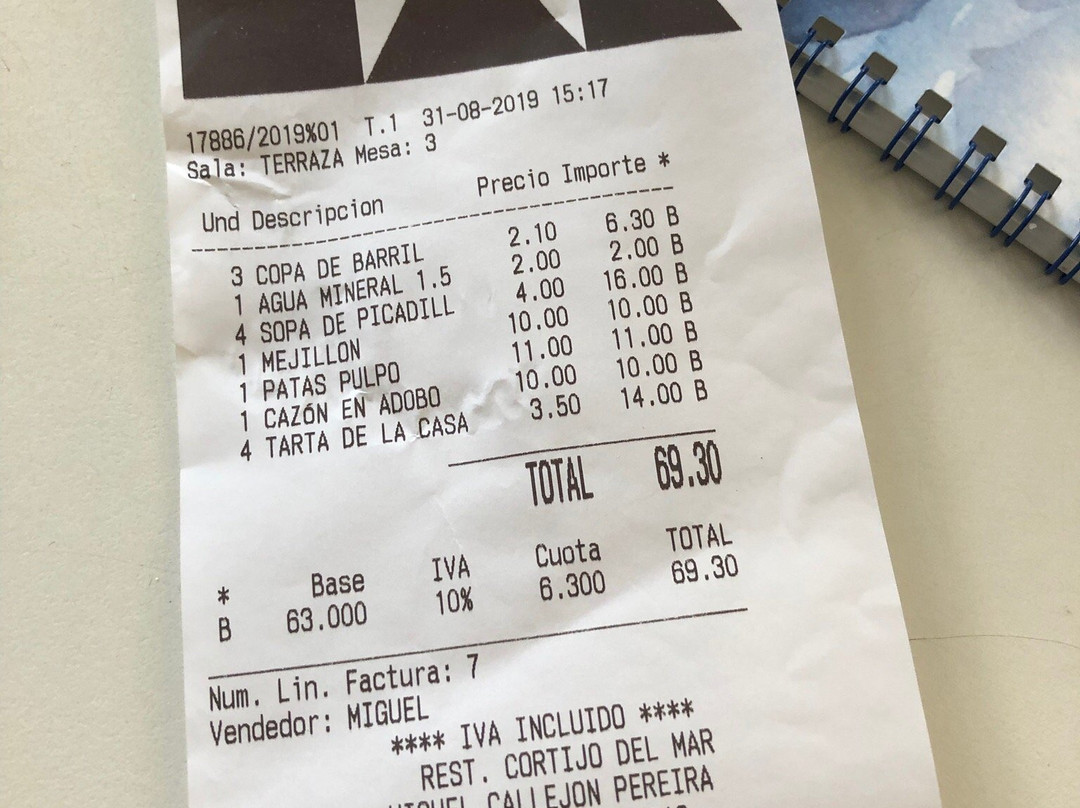 17886/2019%01 T.1 31-08-2019 15:17
Sala: TERRAZA Mesa: 3
Und Descripcion Precio Importe *
3 COPA DE BARRIL 2.10 6.30 B
1 AGUA MINERAL 1.5 2.00 2.00 B
4 SOPA DE PICADILL 4.00 16.00 B
1 MEJILLON 10.00 10.00 B
1 PATAS PULPO 11.00 11.00 B
1 CAZÓN EN ADOBO 10.00 10.00 B
4 TARTA DE LA CASA 3.50 14.00 B
TOTAL 69.30
* Base IVA Cuota TOTAL
B 63.000 10% 6.300 69.30
Num. Lin. Factura: 7
Vendedor: MIGUEL
**** IVA INCLUIDO ****
REST. CORTIJO DEL MAR
MIGUEL CALLEJON PEREIRA